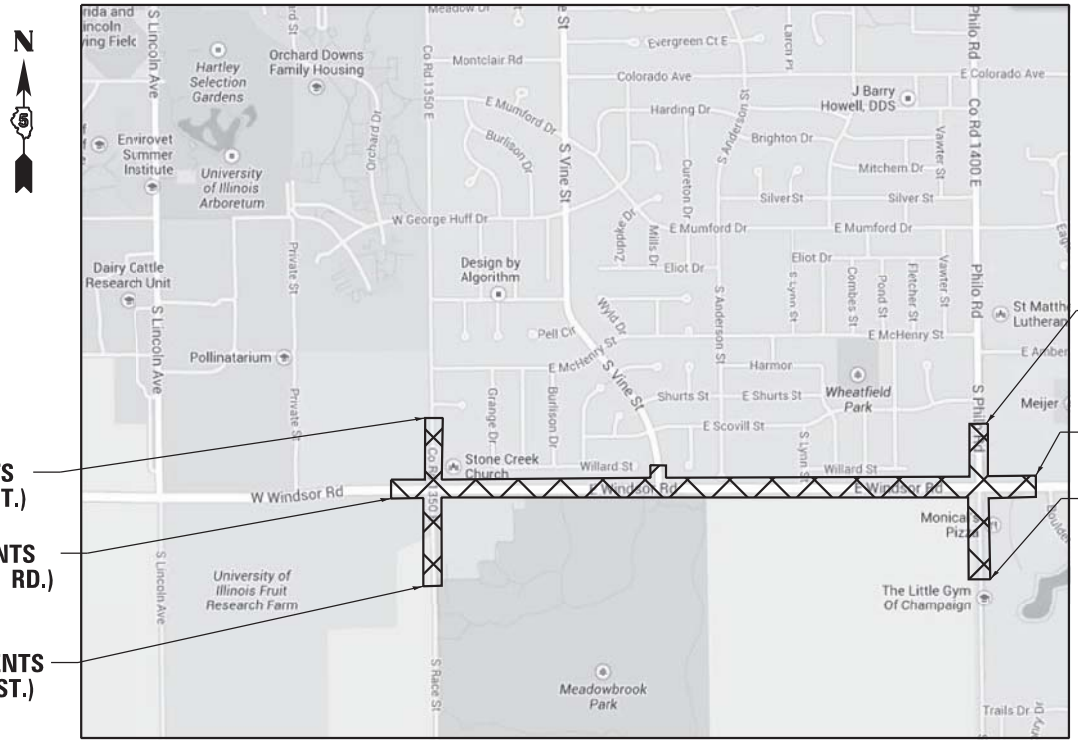 N
5
rida and
incoln
ying Field
S Lincoln Ave
Hartley
Selection
Gardens
Orchard Downs
Family Housing
Co Rd 1350 E
Meadow Dr
Montclair Rd
Evergreen Ct E
Larch Pl
Colorado Ave
E Colorado Ave
Philo Rd
J Barry
Howell, DDS
Harding Dr
Co Rd 1400 E
E Mumford Dr
Burlison Dr
S Vine St
S Anderson St
Brighton Dr
Vawter St
Mitchem Dr
Cureton Dr
Envirovet
Summer
Institute
University
of Illinois
Arboretum
Orchard Dr
Silver St
Silver St
W George Huff Dr
Zuppke Dr
Mills Dr
E Mumford Dr
E Mumford Dr
Private St
Dairy Cattle
Research Unit
Design by
Algorithm
Eliot Dr
Eliot Dr
S Lynn St
Combes St
Pond St
Fletcher St
Vawter St
Philo Rd
S Lincoln Ave
Wyld Dr
S Anderson St
St Matth
Lutheran
Pell Cir
E McHenry St
E McHenry St
E Amber
Pollinatarium
S Vine St
Harmor
Wheatfield
Park
Private St
Grange Dr
Burlison Dr
Shurts St
E Shurts St
Meijer
E Scovill St
S Lynn St
Stone Creek
Church
Willard St
Willard St
W Windsor Rd
E Windsor Rd
E Windsor Rd
T.)
NTS
RD.)
ENTS
ST.)
S Lincoln Ave
University of
Illinois Fruit
Research Farm
Monical's
Pizza
The Little Gym
Of Champaign
S Race St
Meadowbrook
Park
Trails Dr